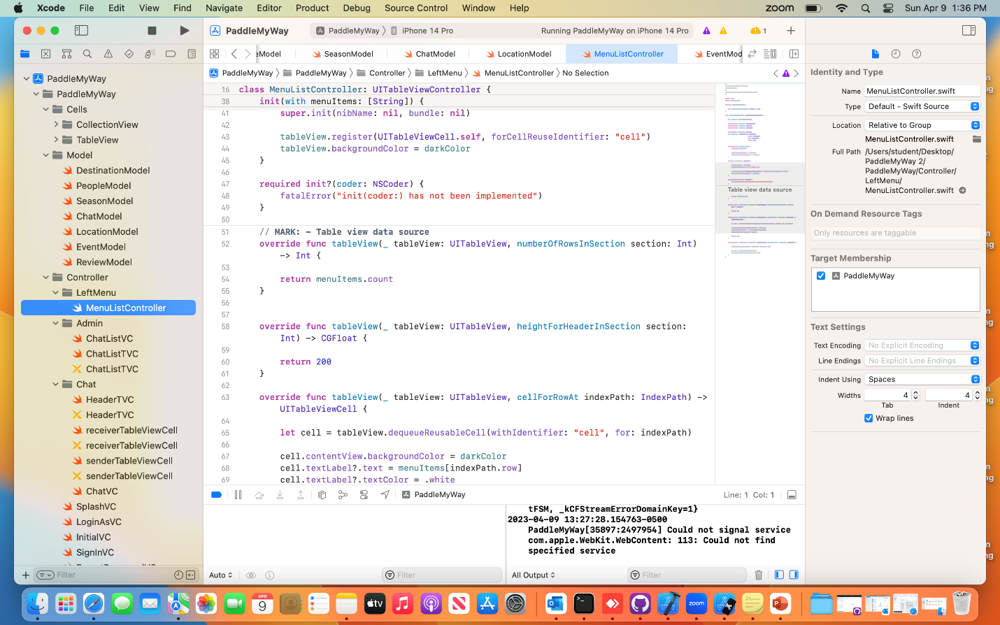 Xcode File Edit View Find Navigate Editor Product Debug Source Control Window Help zoom Sun Apr 9 1:36 PM
PaddleMyWay PaddleMyWay iPhone 14 Pro Running PaddleMyWay on iPhone 14 Pro 1
eModel SeasonModel ChatModel LocationModel MenuListController EventMod
PaddleMyWay PaddleMyWay Controller LeftMenu MenuListController No Selection
PaddleMyWay
PaddleMyWay
Cells
CollectionView
TableView
Model
DestinationModel
PeopleModel
SeasonModel
ChatModel
LocationModel
EventModel
ReviewModel
Controller
LeftMenu
MenuListController
Admin
ChatListVC
ChatListTVC
ChatListTVC
Chat
HeaderTVC
HeaderTVC
receiverTableViewCell
receiverTableViewCell
senderTableViewCell
senderTableViewCell
ChatVC
SplashVC
LoginAsVC
InitialVC
SignInVC
Filter
16 class MenuListController: UITableViewController {
38 init(with menuItems: [String]) {
41 super.init(nibName: nil, bundle: nil)
42
43 tableView.register(UITableViewCell.self, forCellReuseIdentifier: "cell")
44 tableView.backgroundColor = darkColor
45 }
46
47 required init?(coder: NSCoder) {
48 fatalError("init(coder:) has not been implemented")
49 }
50
51 // MARK: - Table view data source
52 override func tableView(_ tableView: UITableView, numberOfRowsInSection section: Int)
-> Int {
53
54 return menuItems.count
55 }
56
57
58 override func tableView(_ tableView: UITableView, heightForHeaderInSection section:
Int) -> CGFloat {
59
60 return 200
61 }
62
63 override func tableView(_ tableView: UITableView, cellForRowAt indexPath: IndexPath) ->
UITableViewCell {
64
65 let cell = tableView.dequeueReusableCell(withIdentifier: "cell", for: indexPath)
66
67 cell.contentView.backgroundColor = darkColor
68 cell.textLabel?.text = menuItems[indexPath.row]
69 cell.textLabel?.textColor = .white
Table view data source
PaddleMyWay Line: 1 Col: 1
tFSM, _kCFStreamErrorDomainKey=1}
2023-04-09 13:27:28.154763-0500
PaddleMyWay[35897:2497954] Could not signal service
com.apple.WebKit.WebContent: 113: Could not find
specified service
Auto Filter All Output Filter
Identity and Type
Name MenuListController.swift
Type Default - Swift Source
Location Relative to Group
MenuListController.swift
Full Path /Users/student/Desktop/
PaddleMyWay 2/
PaddleMyWay/Controller/
LeftMenu/
MenuListController.swift
On Demand Resource Tags
Only resources are taggable
Target Membership
PaddleMyWay
Text Settings
Text Encoding No Explicit Encoding
Line Endings No Explicit Line Endings
Indent Using Spaces
Widths 4 4
Tab Indent
Wrap lines
APR
9
tv
zoom